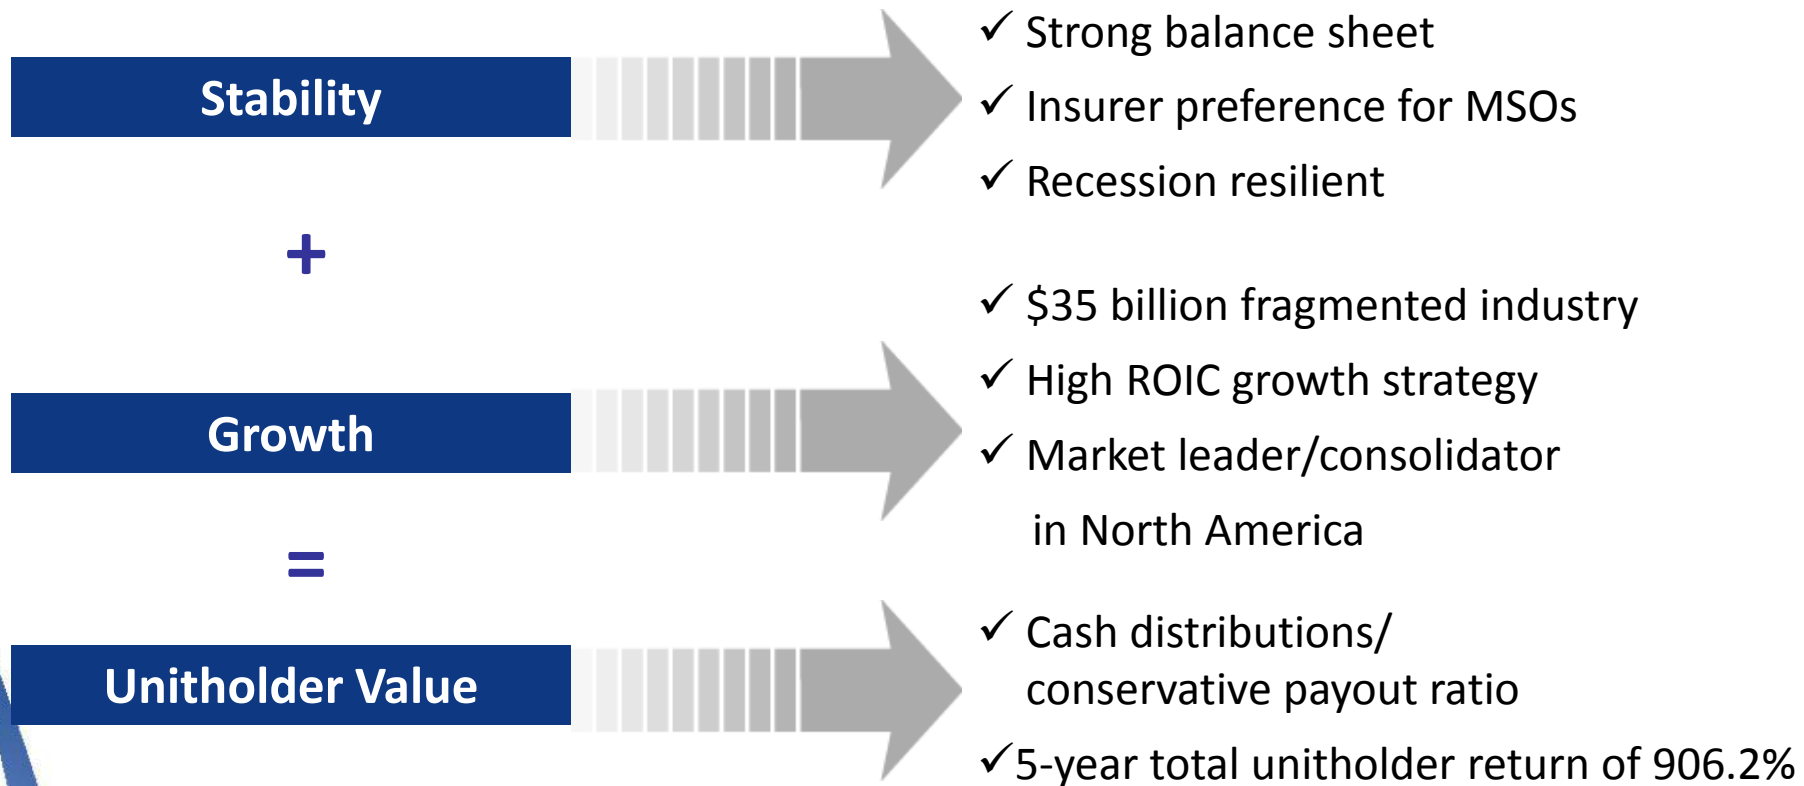 Stability
✓ Strong balance sheet
✓ Insurer preference for MSOs
✓ Recession resilient
+
Growth
✓ $35 billion fragmented industry
✓ High ROIC growth strategy
✓ Market leader/consolidator
in North America
=
Unitholder Value
✓ Cash distributions/
conservative payout ratio
✓5-year total unitholder return of 906.2%